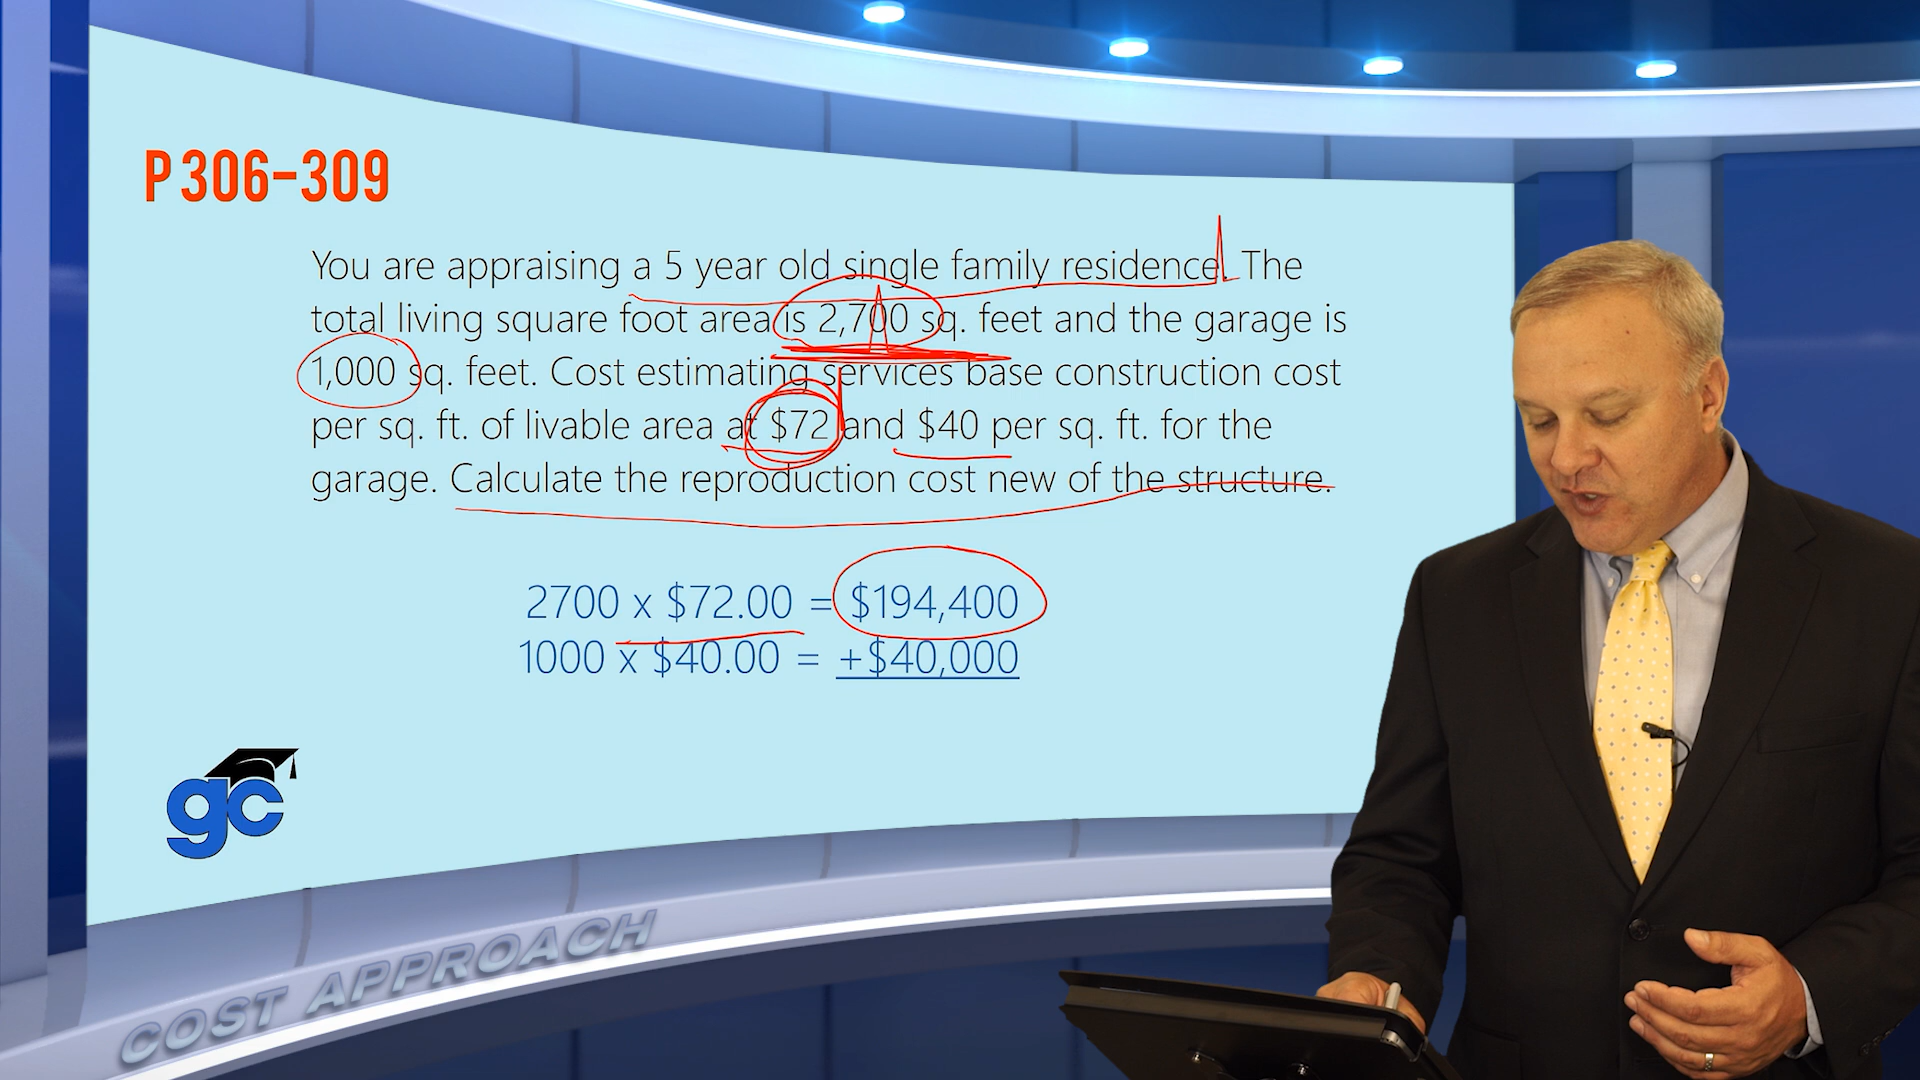 P 306-309
You are appraising a 5 year old single family residence. The
total living square foot area is 2,700 sq. feet and the garage is
1,000 sq. feet. Cost estimating services base construction cost
per sq. ft. of livable area at $72 and $40 per sq. ft. for the
garage. Calculate the reproduction cost new of the structure.
2700 x $72.00 = $194,400
1000 x $40.00 = +$40,000
gc
COST APPROACH